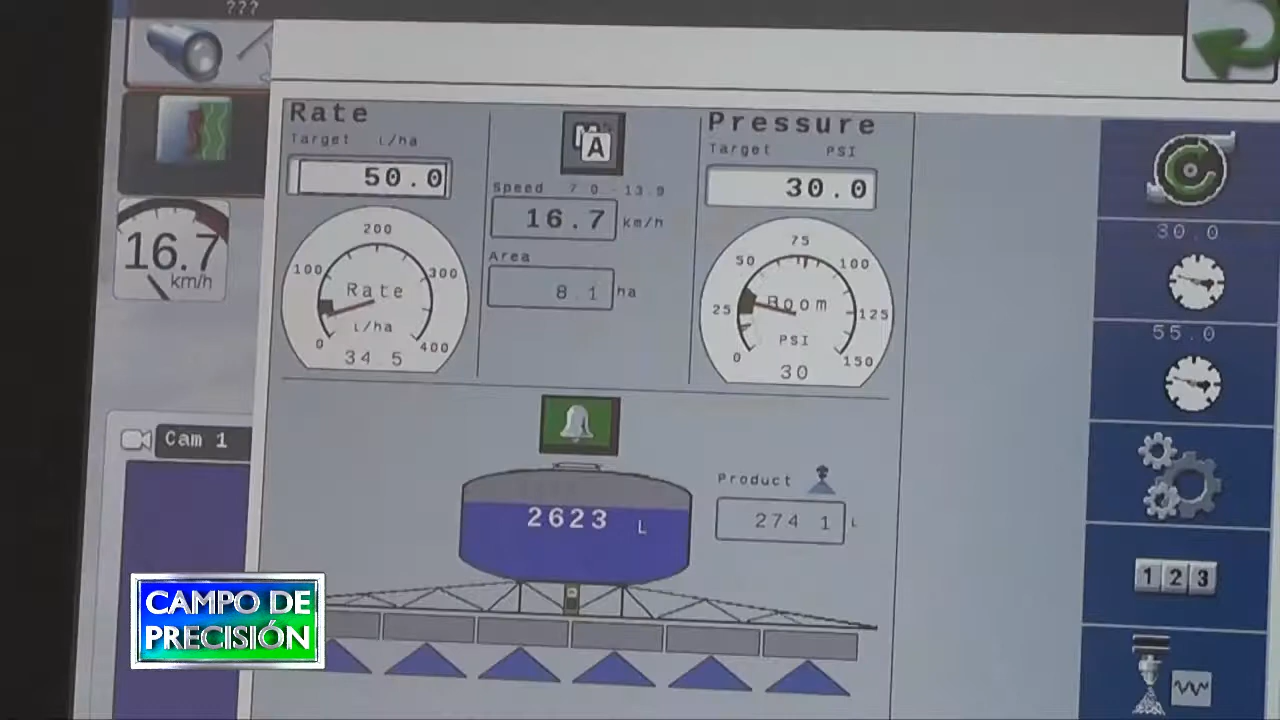 ???
Rate
Target L/ha
50.0
200
100
300
Rate
L/ha
0
400
34.5
MA
Speed 7.0 - 13.9
16.7 km/h
Area
8.1 ha
Pressure
Target PSI
30.0
75
50
100
25
Boom
125
PSI
0
150
30
16.7
km/h
30.0
55.0
Cam 1
2623 L
Product
274.1 L
1 2 3
CAMPO DE
PRECISIÓN